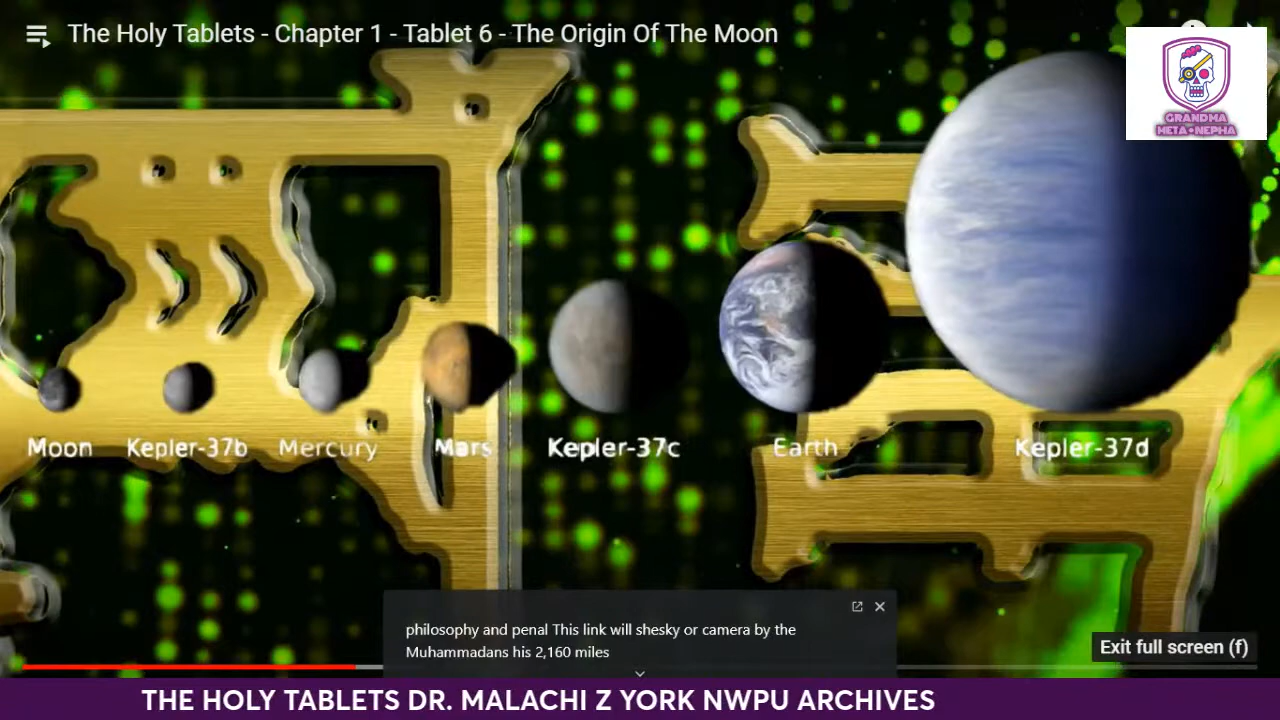 The Holy Tablets - Chapter 1 - Tablet 6 - The Origin Of The Moon
GRANDMA
META•NEPHA
Moon Kepler-37b Mercury Mars Kepler-37c Earth Kepler-37d
philosophy and penal This link will shesky or camera by the
Muhammadans his 2,160 miles
Exit full screen (f)
THE HOLY TABLETS DR. MALACHI Z YORK NWPU ARCHIVES